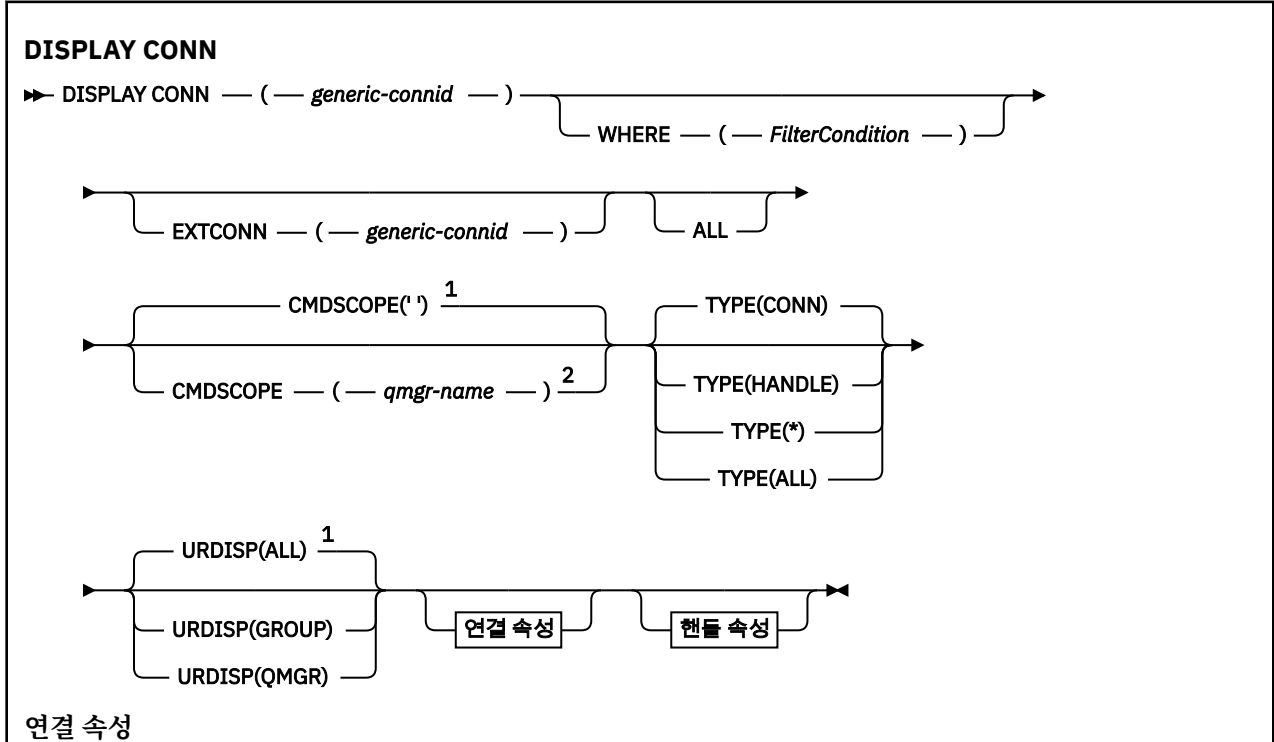 DISPLAY CONN
DISPLAY CONN ( generic-connid )
WHERE ( FilterCondition )
EXTCONN ( generic-connid )
ALL
CMDSCOPE(' ') 1
CMDSCOPE ( qmgr-name ) 2
TYPE(CONN)
TYPE(HANDLE)
TYPE(*)
TYPE(ALL)
URDISP(ALL) 1
URDISP(GROUP)
URDISP(QMGR)
연결 속성
핸들 속성
연결 속성